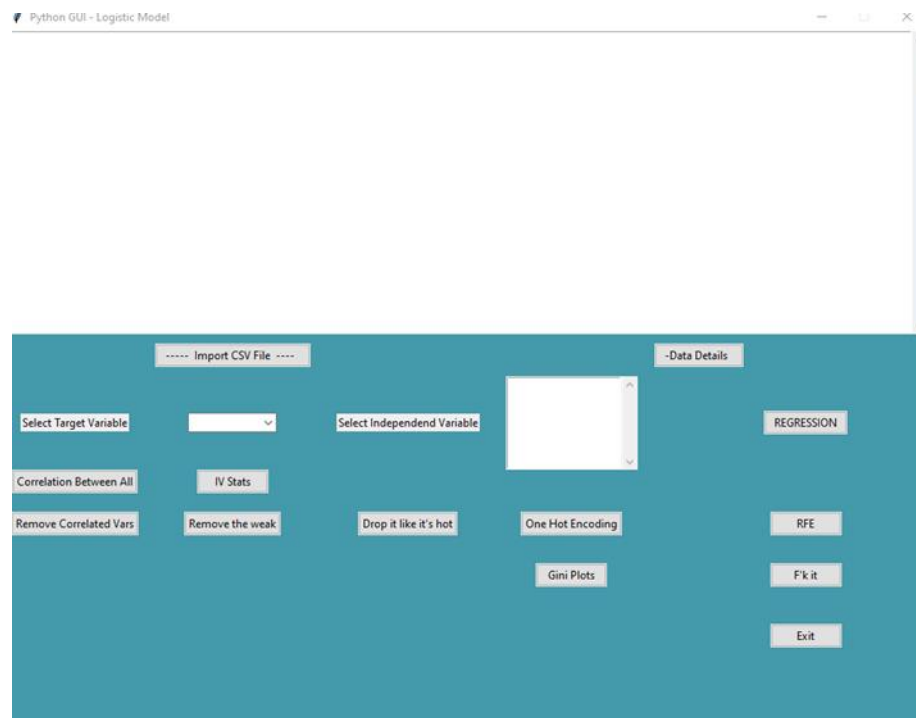 Python GUI - Logistic Model
----- Import CSV File ----
-Data Details
Select Target Variable
Select Independend Variable
REGRESSION
Correlation Between All
IV Stats
Remove Correlated Vars
Remove the weak
Drop it like it's hot
One Hot Encoding
RFE
Gini Plots
F'k it
Exit